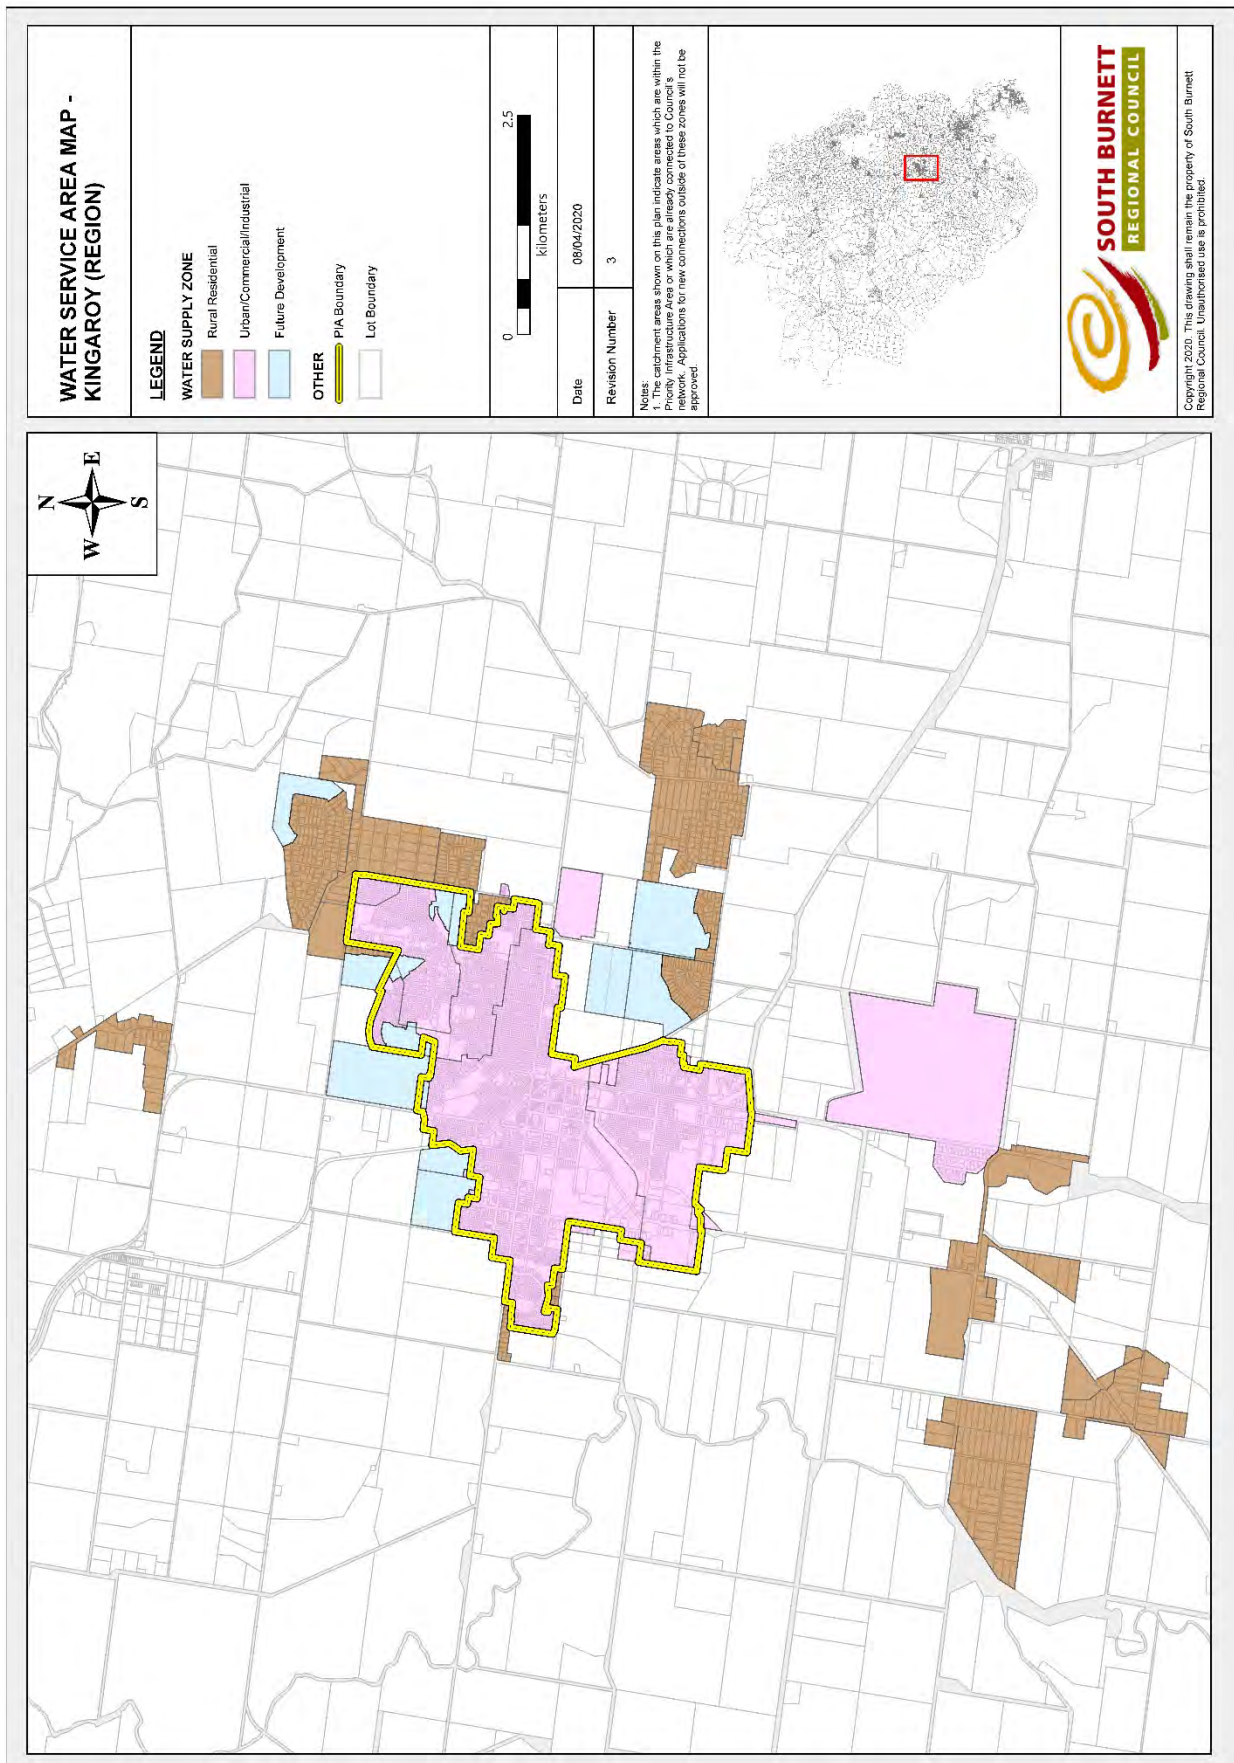 WATER SERVICE AREA MAP -
KINGAROY (REGION)
LEGEND
WATER SUPPLY ZONE
Rural Residential
Urban/Commercial/Industrial
Future Development
OTHER
PIA Boundary
Lot Boundary
0
2.5
kilometers
Date
08/04/2020
Revision Number
3
Notes:
1. The catchment areas shown on this plan indicate areas which are within the
Priority Infrastructure Area or which are already connected to Council's
network. Applications for new connections outside of these zones will not be
approved.
SOUTH BURNETT
REGIONAL COUNCIL
Copyright 2020. This drawing shall remain the property of South Burnett
Regional Council. Unauthorised use is prohibited.
N
W
E
S